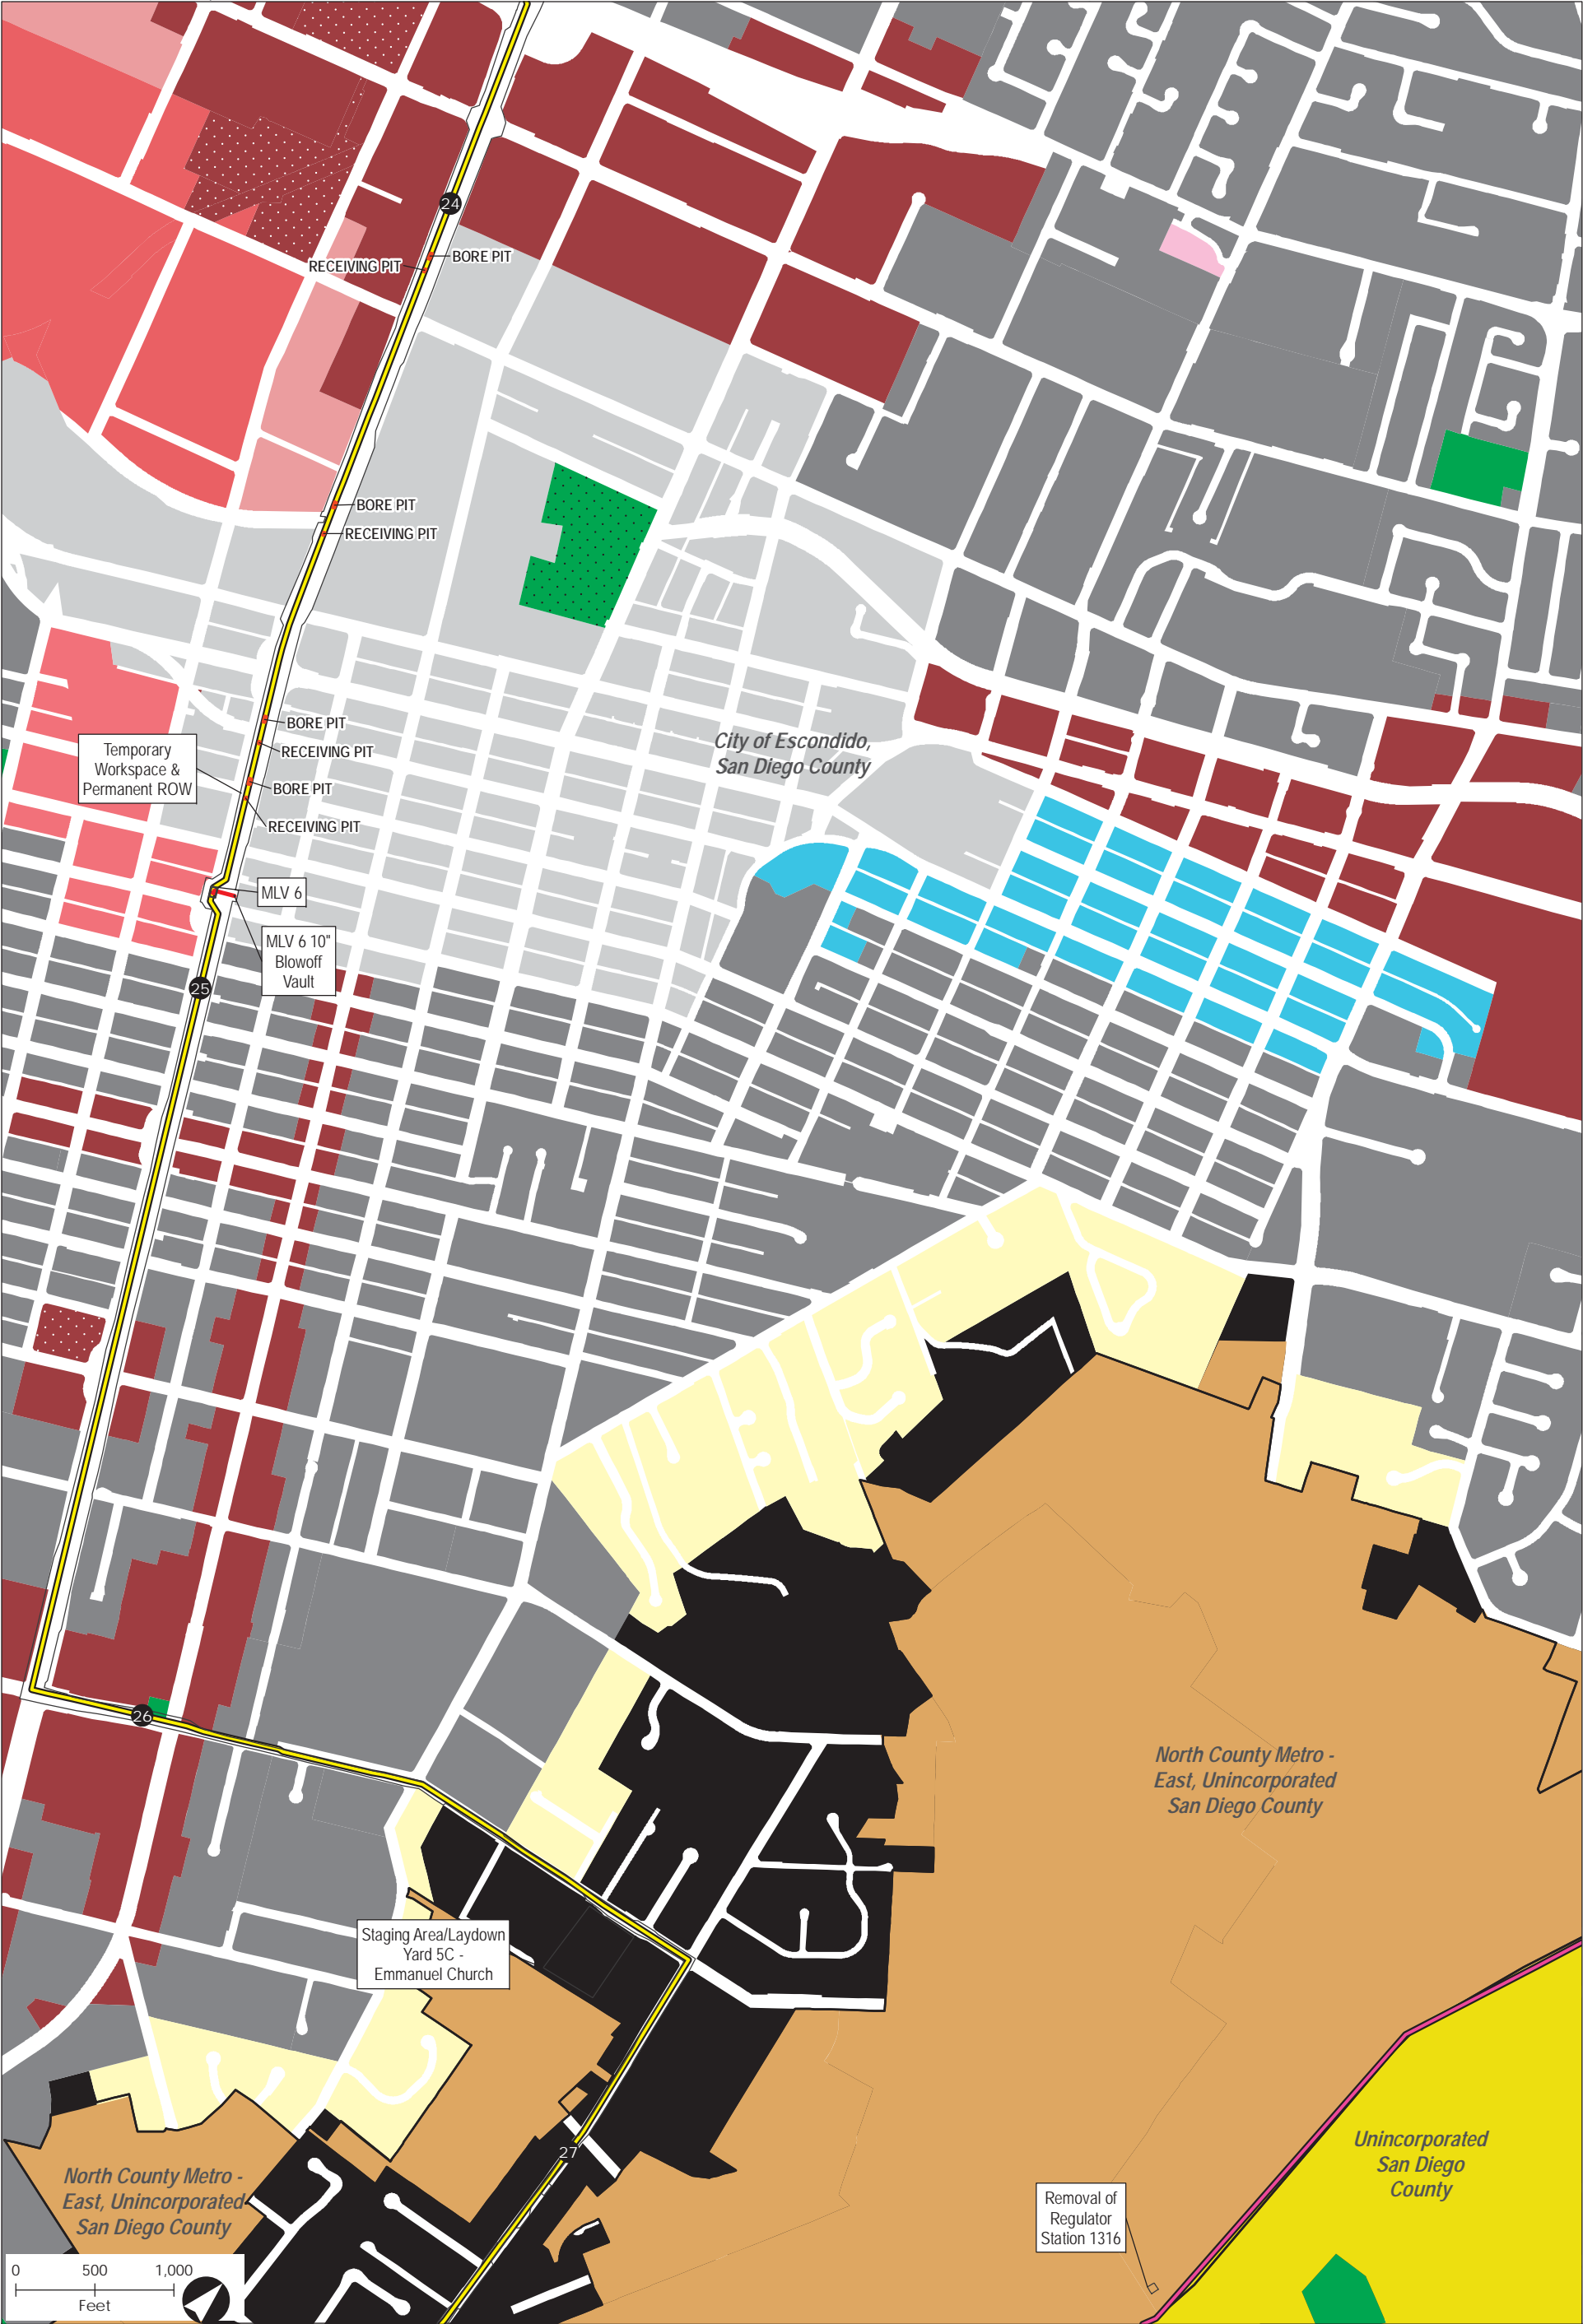 24
BORE PIT
RECEIVING PIT
BORE PIT
RECEIVING PIT
BORE PIT
RECEIVING PIT
BORE PIT
RECEIVING PIT
Temporary
Workspace &
Permanent ROW
City of Escondido,
San Diego County
MLV 6
MLV 6 10"
Blowoff
Vault
25
26
North County Metro -
East, Unincorporated
San Diego County
Staging Area/Laydown
Yard 5C -
Emmanuel Church
27
Unincorporated
San Diego
County
North County Metro -
East, Unincorporated
San Diego County
Removal of
Regulator
Station 1316
0 500 1,000
Feet